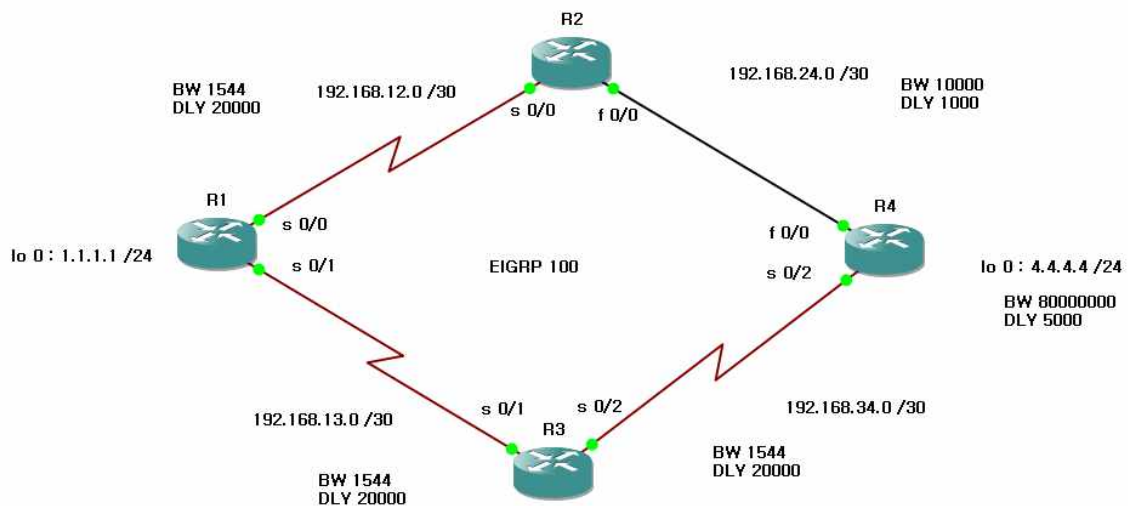 R2
192.168.24.0 /30
BW 10000
DLY 1000
BW 1544
DLY 20000
192.168.12.0 /30
s 0/0
f 0/0
R1
R4
s 0/0
f 0/0
lo 0 : 1.1.1.1 /24
s 0/1
EIGRP 100
s 0/2
lo 0 : 4.4.4.4 /24
BW 80000000
DLY 5000
192.168.13.0 /30
s 0/1
s 0/2
192.168.34.0 /30
R3
BW 1544
DLY 20000
BW 1544
DLY 20000